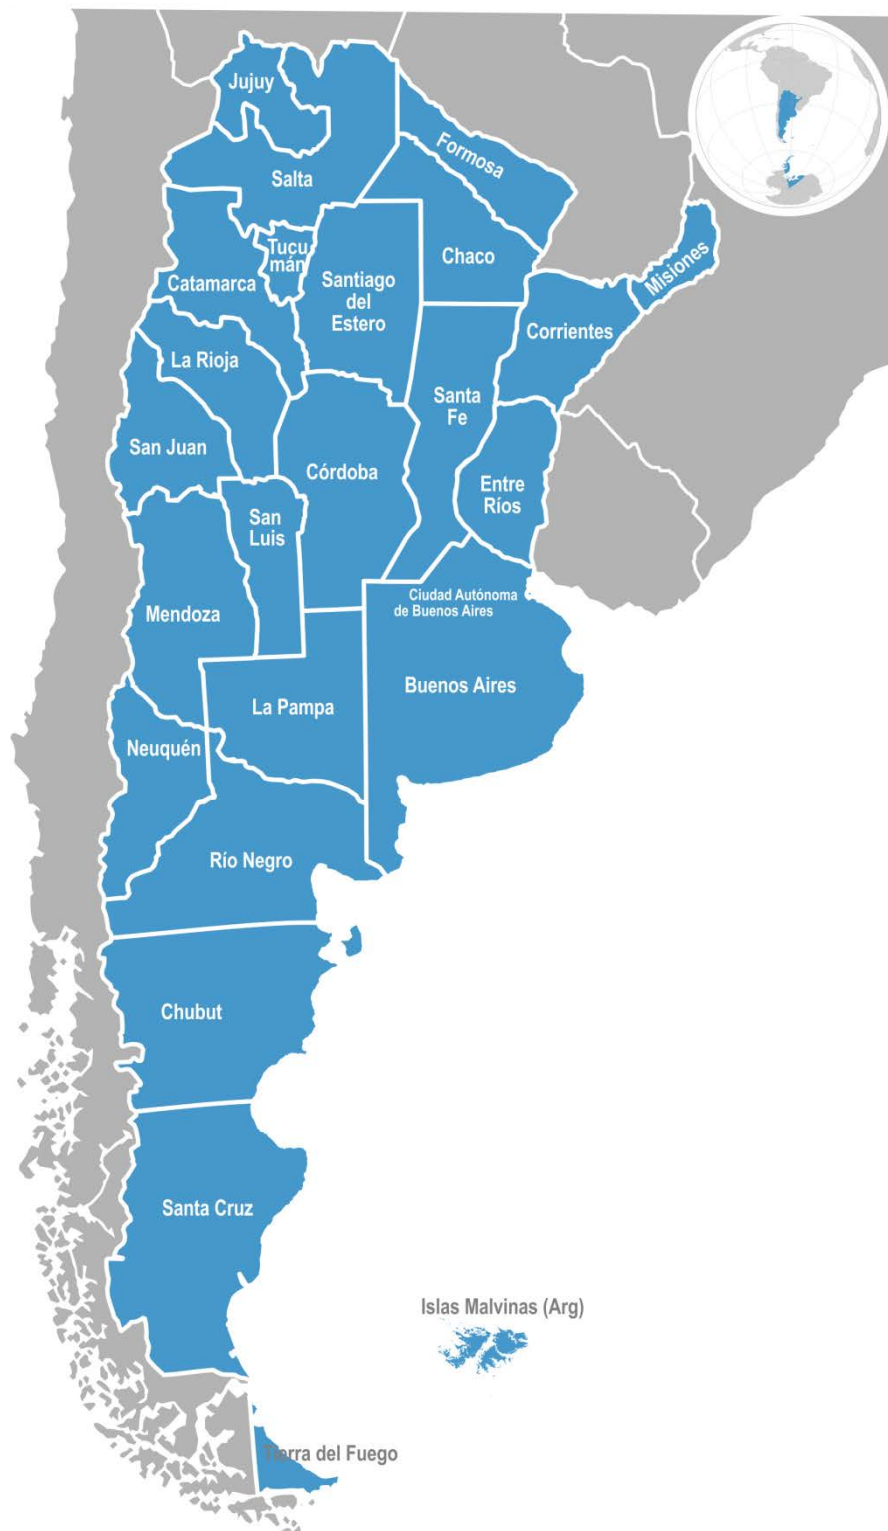 Jujuy
Formosa
Salta
Chaco
Tucu
mán
Misiones
Catamarca
Santiago
del
Estero
Corrientes
La Rioja
Santa
Fe
San Juan
Córdoba
Entre
Ríos
San
Luis
Ciudad Autónoma
de Buenos Aires
Mendoza
Buenos Aires
La Pampa
Neuquén
Río Negro
Chubut
Santa Cruz
Islas Malvinas (Arg)
Tierra del Fuego